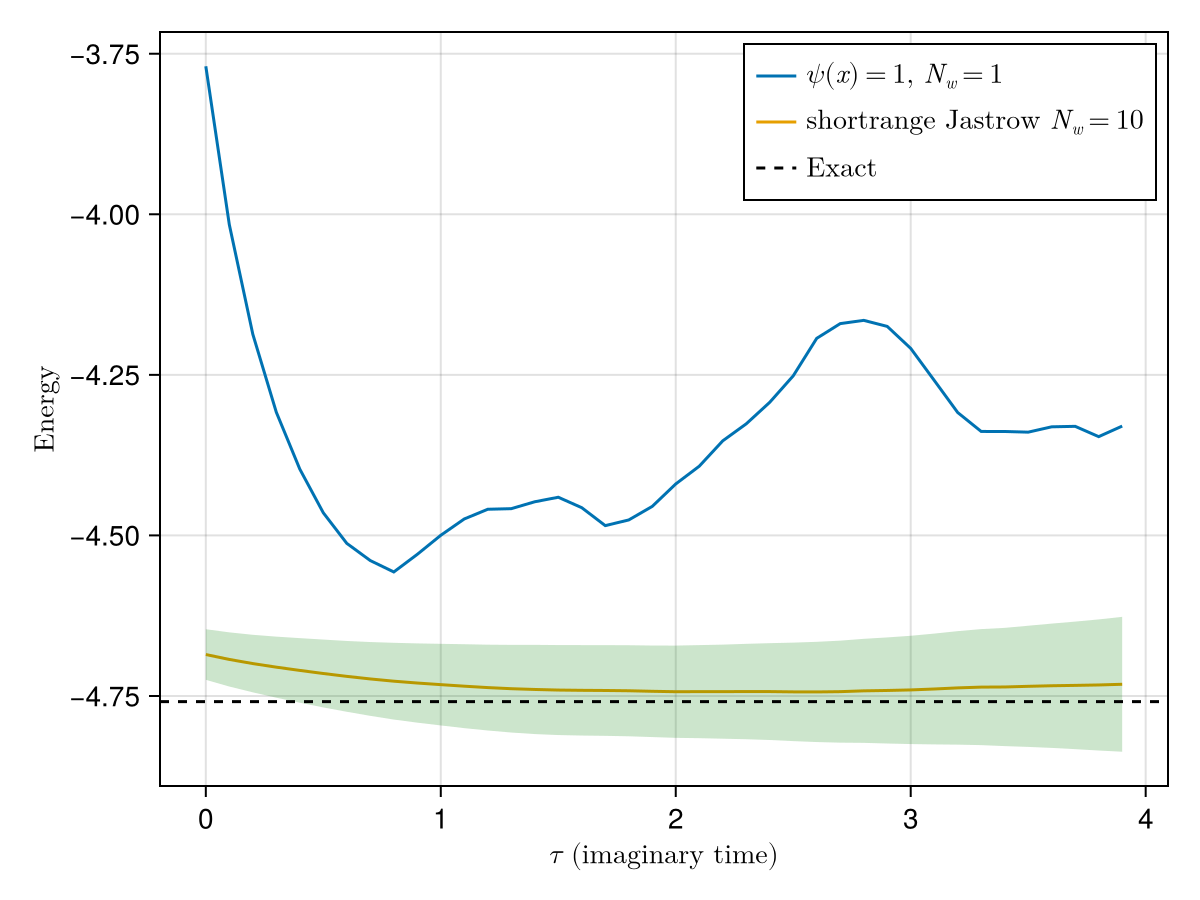 −3.75
−4.00
−4.25
−4.50
−4.75
Energy
ψ(x) = 1, N_w = 1
shortrange Jastrow N_w = 10
Exact
0 1 2 3 4
τ (imaginary time)